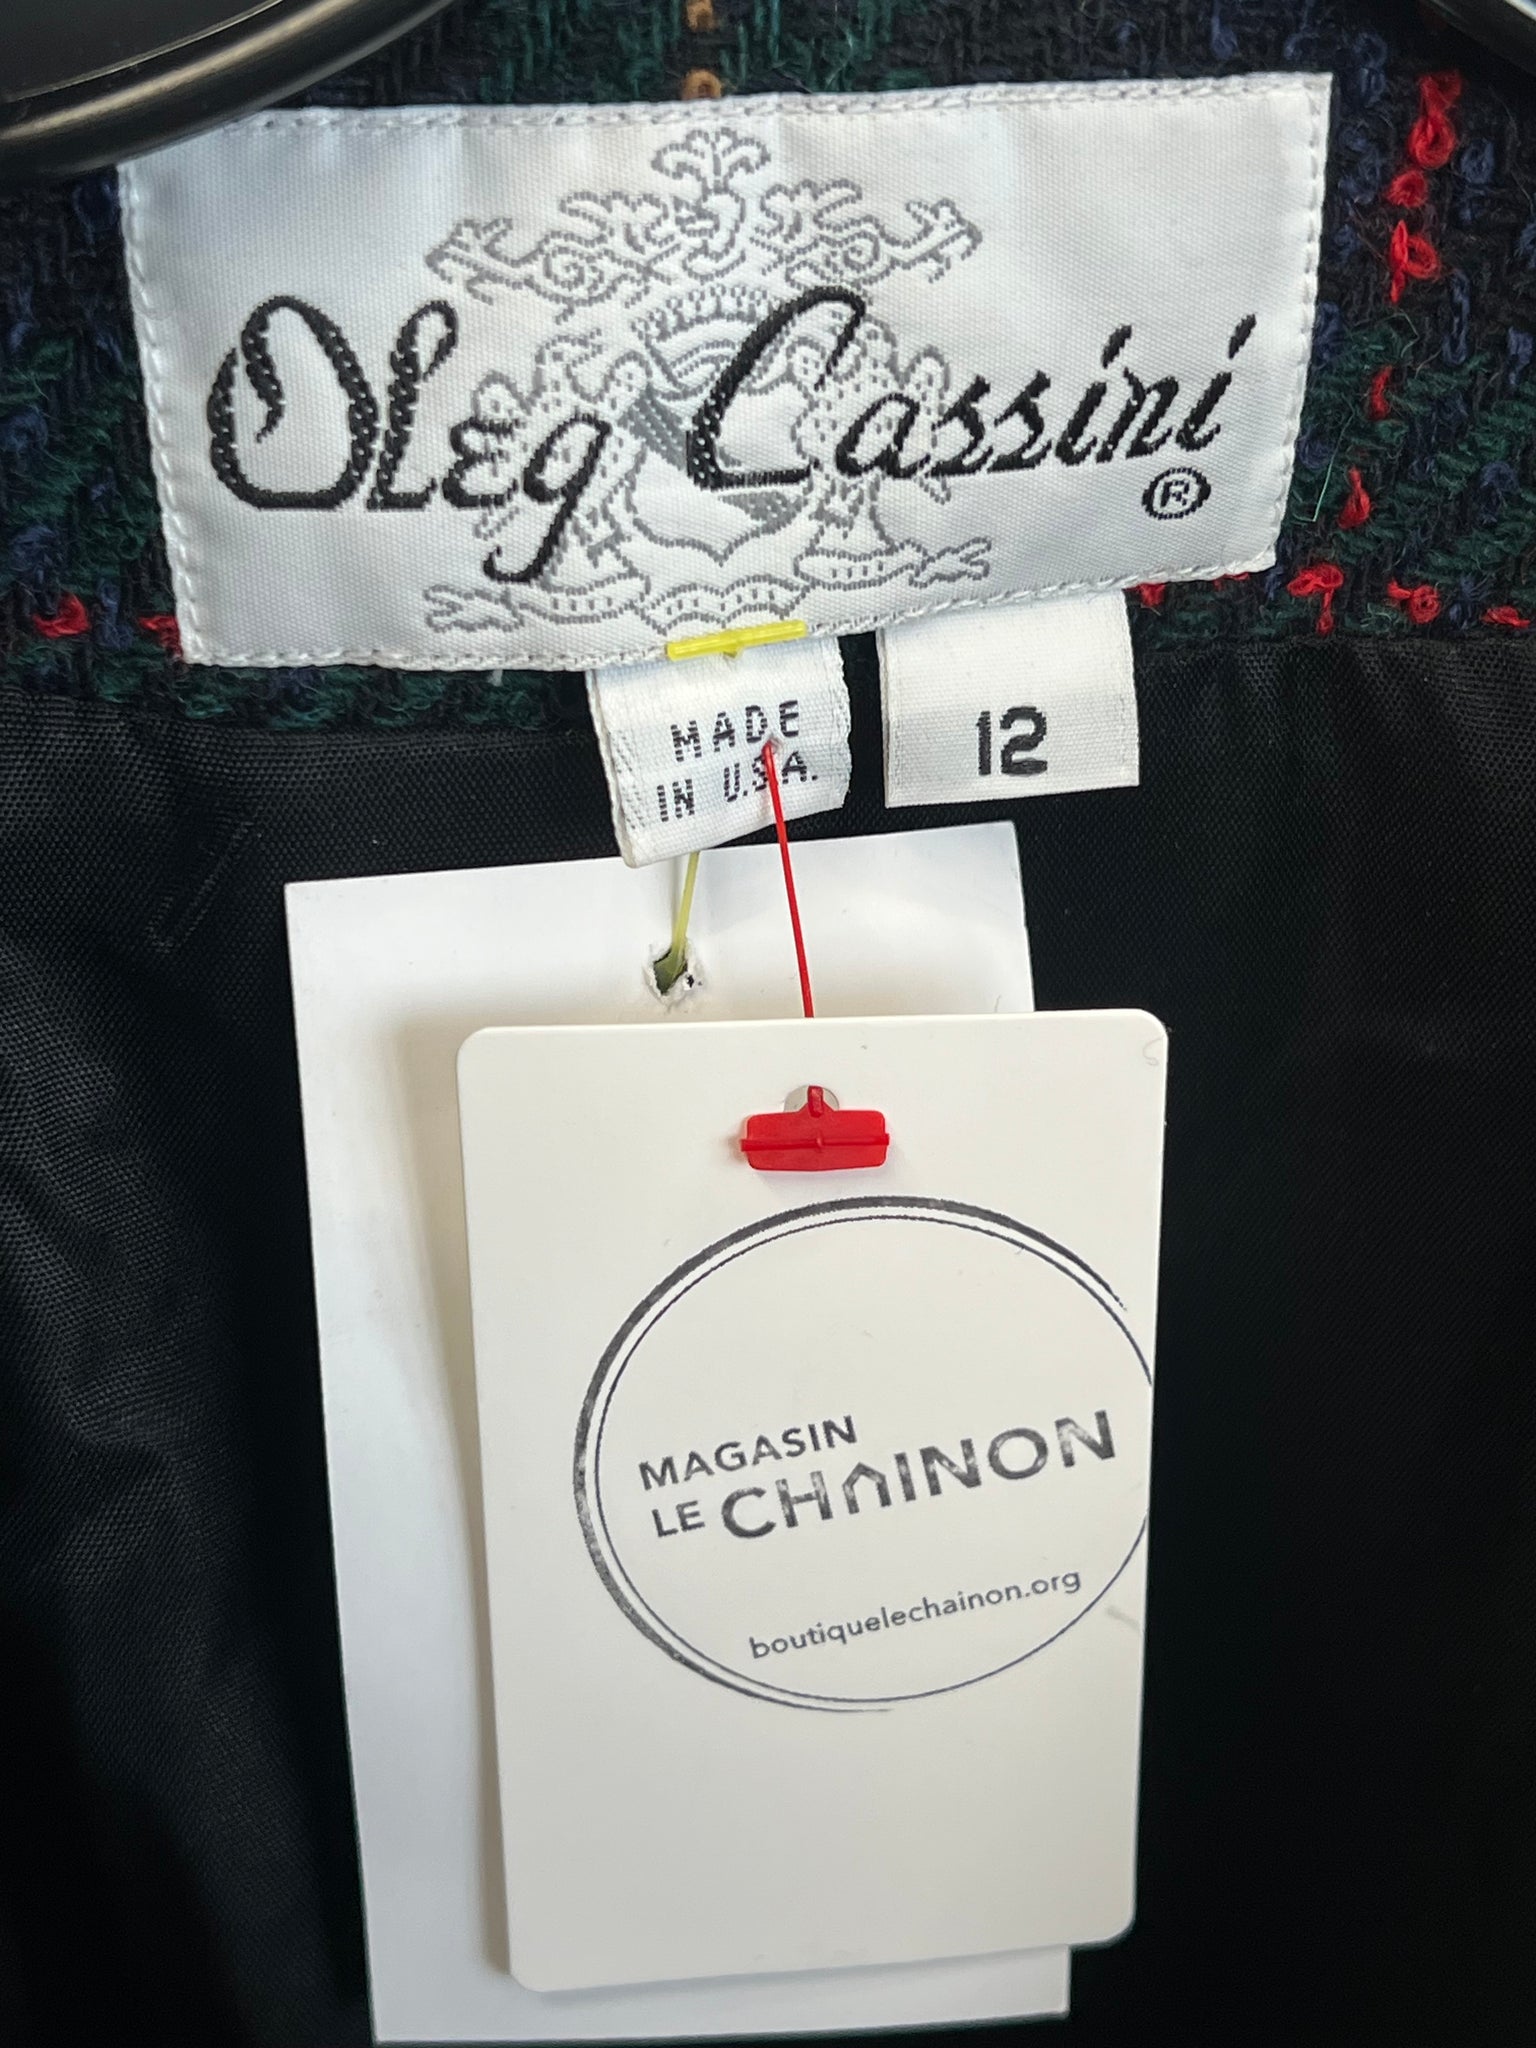 Oleg Cassini
®
MADE
IN U.S.A.
12
MAGASIN
LE CHAINON
boutiquelechainon.org